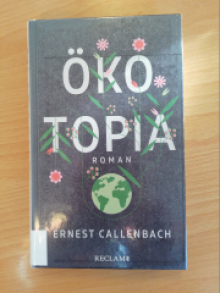 ÖKO
TOPIA
ROMAN
ERNEST CALLENBACH
RECLAM